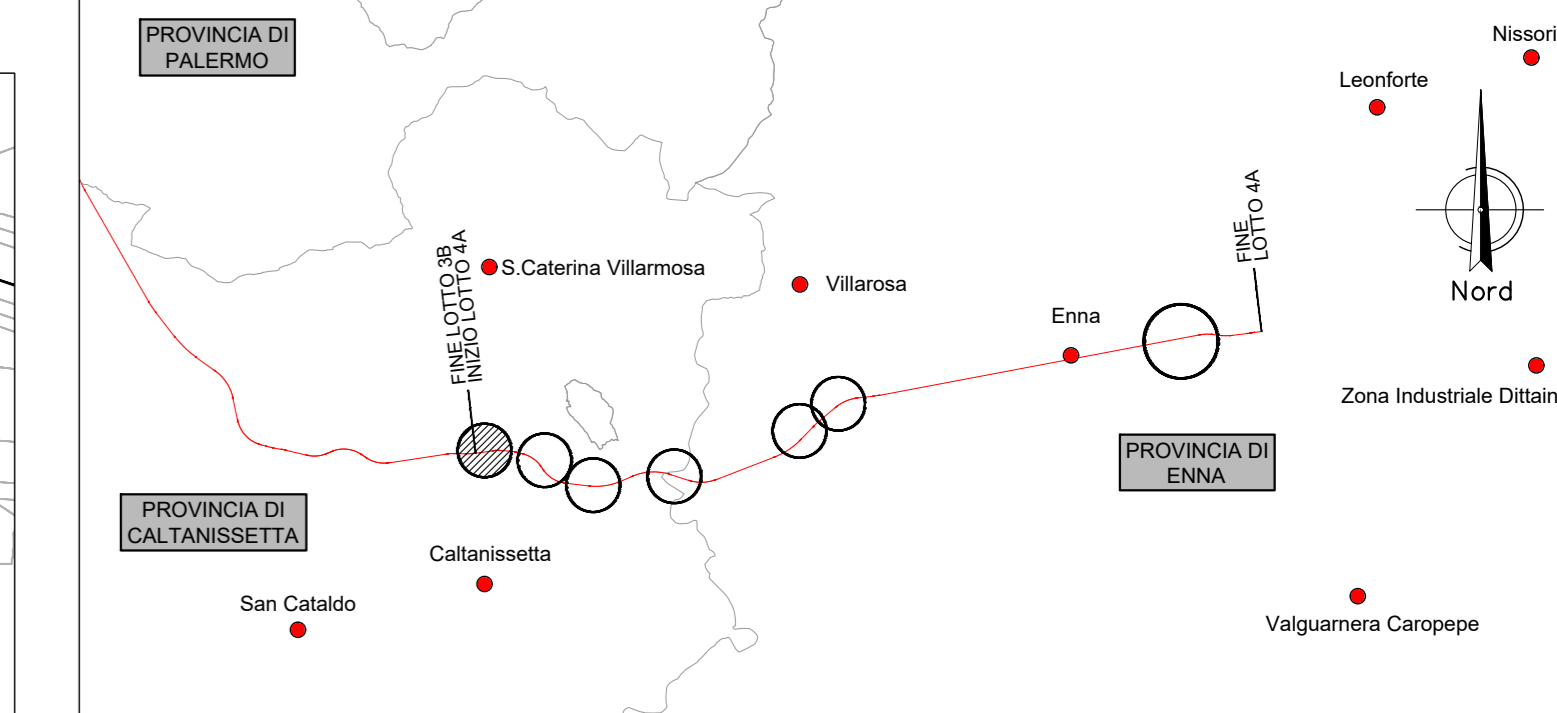 PROVINCIA DI
PALERMO
Nissori
Leonforte
Nord
FINE LOTTO 3B
INIZIO LOTTO 4A
S.Caterina Villarmosa
Villarosa
Enna
FINE
LOTTO 4A
Zona Industriale Dittain
PROVINCIA DI
ENNA
PROVINCIA DI
CALTANISSETTA
Caltanissetta
San Cataldo
Valguarnera Caropepe